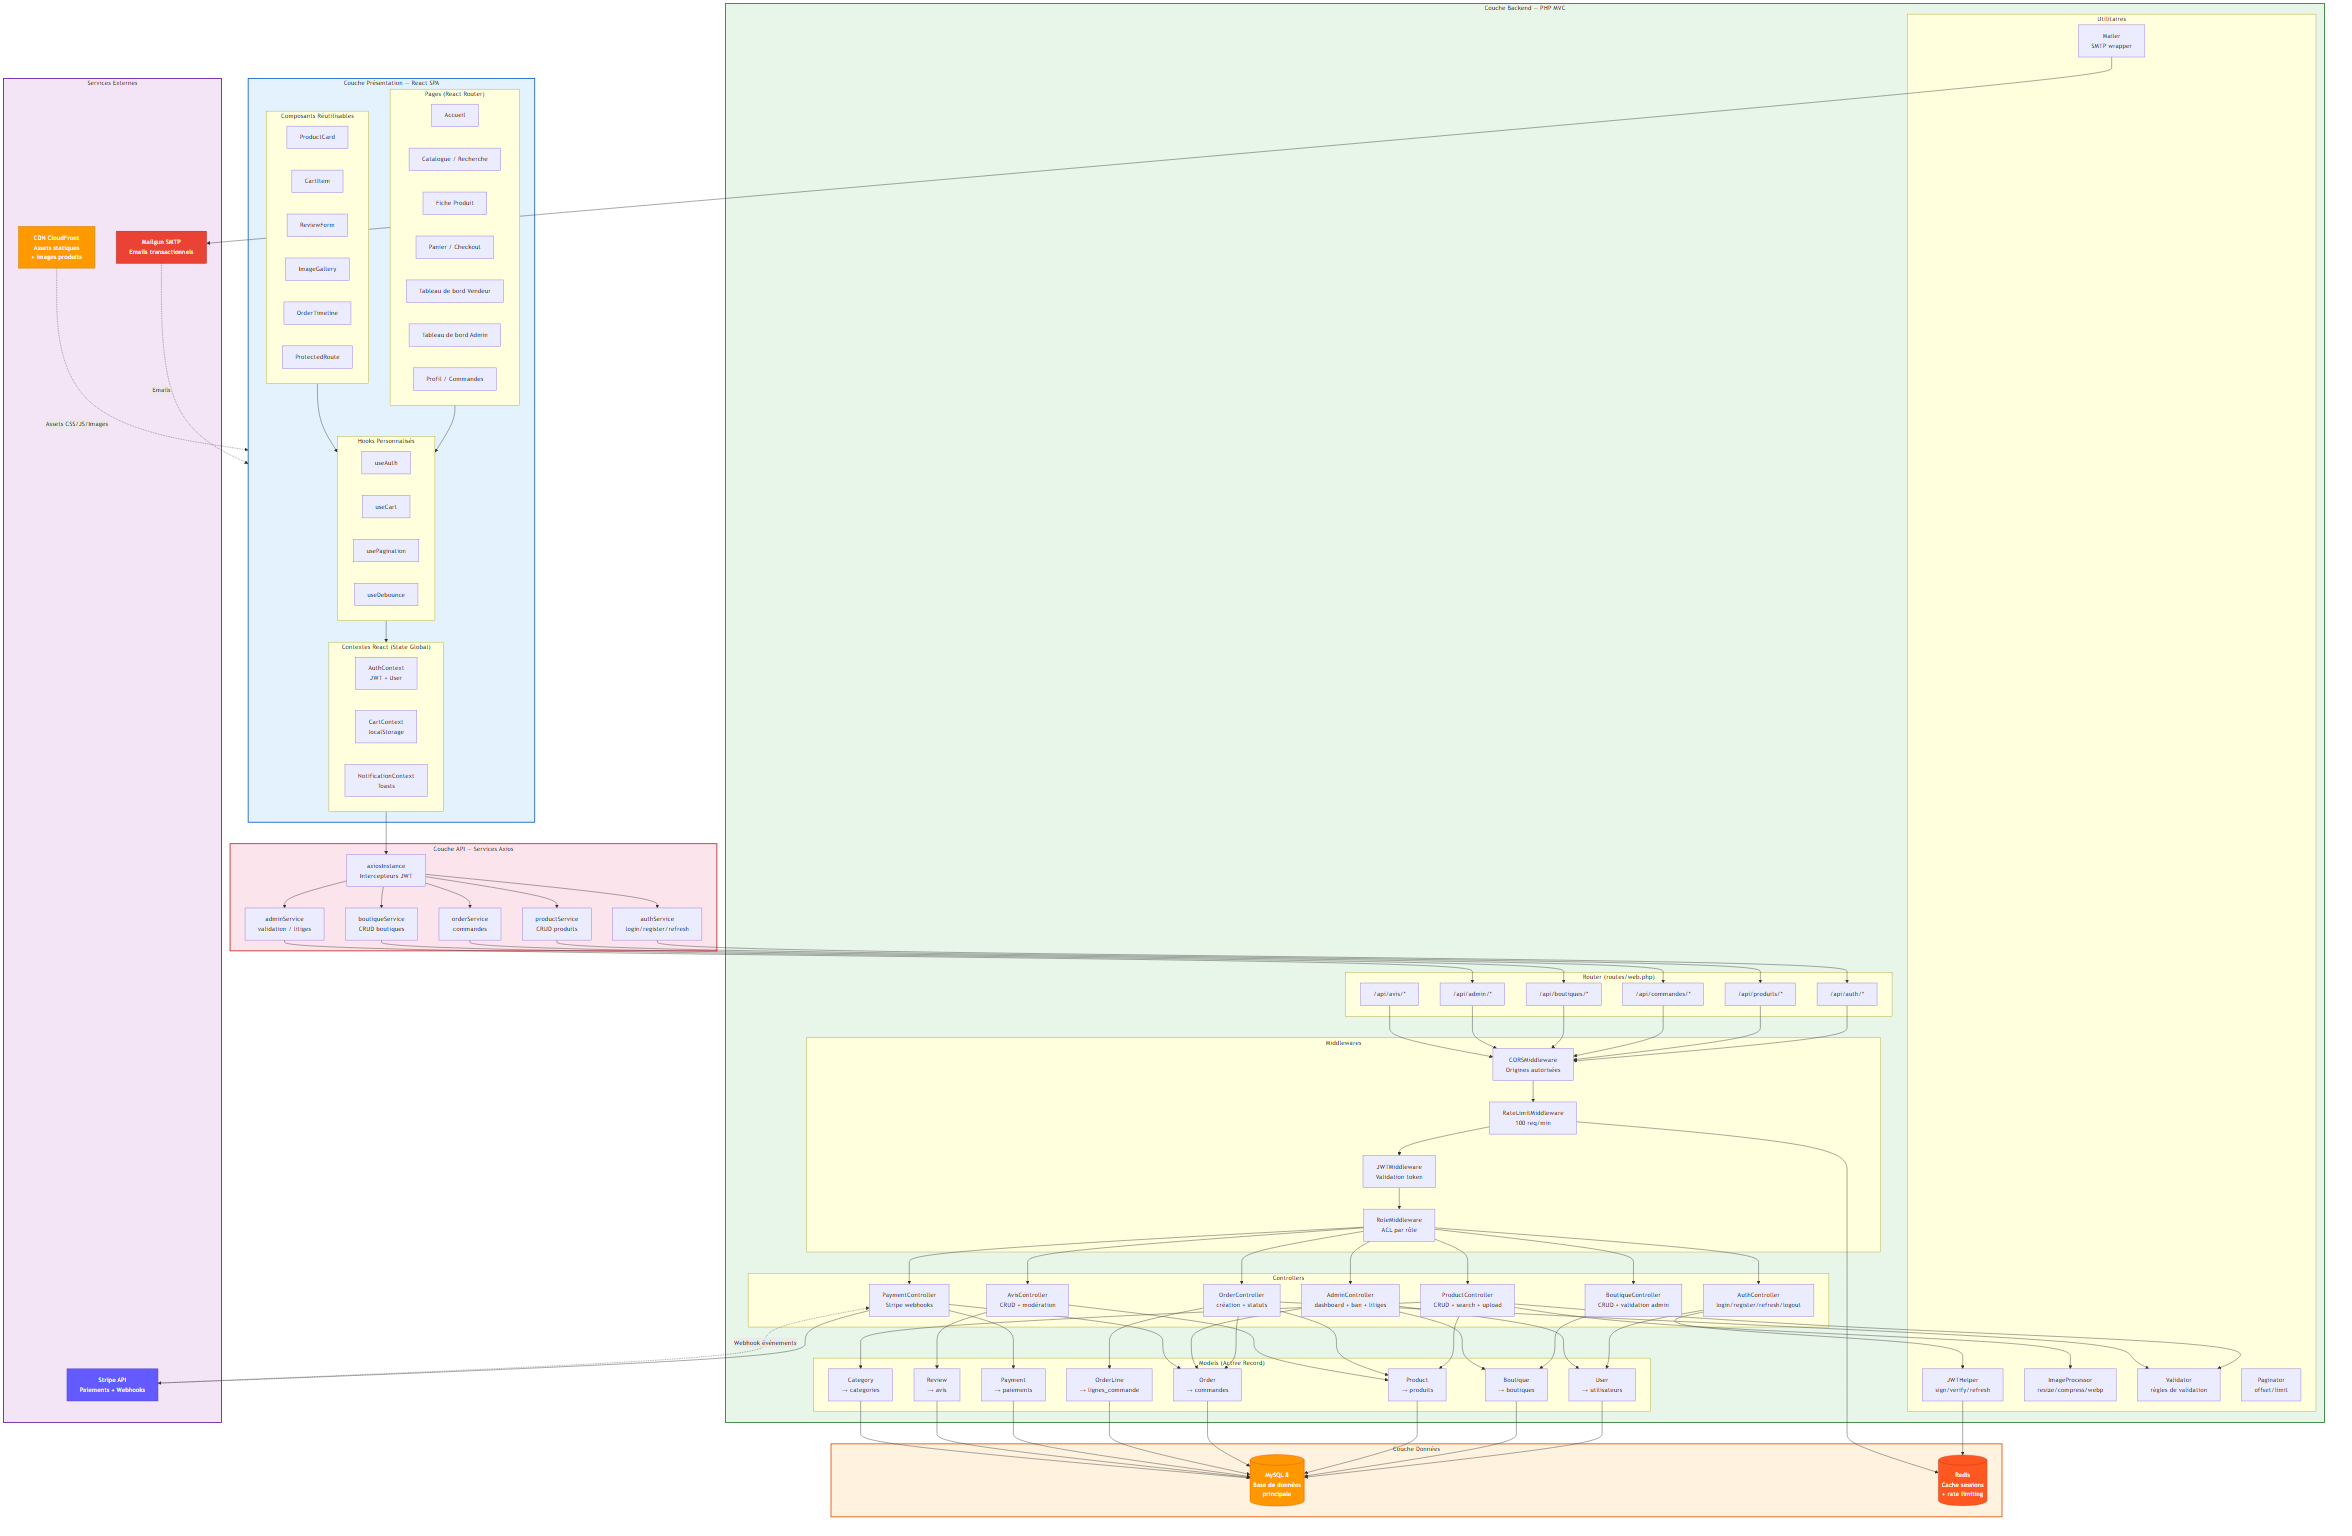 Services Externes
CDN CloudFront
Assets statiques
+ Images produits
Mailgun SMTP
Emails transactionnels
Emails
Assets CSS/JS/Images
Webhook événements
Stripe API
Paiements + Webhooks
Couche Présentation — React SPA
Composants Réutilisables
ProductCard
CartItem
ReviewForm
ImageGallery
OrderTimeline
ProtectedRoute
Pages (React Router)
Accueil
Catalogue / Recherche
Fiche Produit
Panier / Checkout
Tableau de bord Vendeur
Tableau de bord Admin
Profil / Commandes
Hooks Personnalisés
useAuth
useCart
usePagination
useDebounce
Contextes React (State Global)
AuthContext
JWT + User
CartContext
localStorage
NotificationContext
Toasts
Couche API — Services Axios
axiosInstance
Intercepteurs JWT
adminService
validation / litiges
boutiqueService
CRUD boutiques
orderService
commandes
productService
CRUD produits
authService
login/register/refresh
Couche Backend — PHP MVC
Utilitaires
Mailer
SMTP wrapper
Router (routes/web.php)
/api/avis/*
/api/admin/*
/api/boutiques/*
/api/commandes/*
/api/produits/*
/api/auth/*
Middlewares
CORSMiddleware
Origines autorisées
RateLimitMiddleware
100 req/min
JWTMiddleware
Validation token
RoleMiddleware
ACL par rôle
Controllers
PaymentController
Stripe webhooks
AvisController
CRUD + modération
OrderController
création + statuts
AdminController
dashboard + ban + litiges
ProductController
CRUD + search + upload
BoutiqueController
CRUD + validation admin
AuthController
login/register/refresh/logout
Models (Active Record)
Category
→ categories
Review
→ avis
Payment
→ paiements
OrderLine
→ lignes_commande
Order
→ commandes
Product
→ produits
Boutique
→ boutiques
User
→ utilisateurs
JWTHelper
sign/verify/refresh
ImageProcessor
resize/compress/webp
Validator
règles de validation
Paginator
offset/limit
Couche Données
MySQL 8
Base de données
principale
Redis
Cache sessions
+ rate limiting